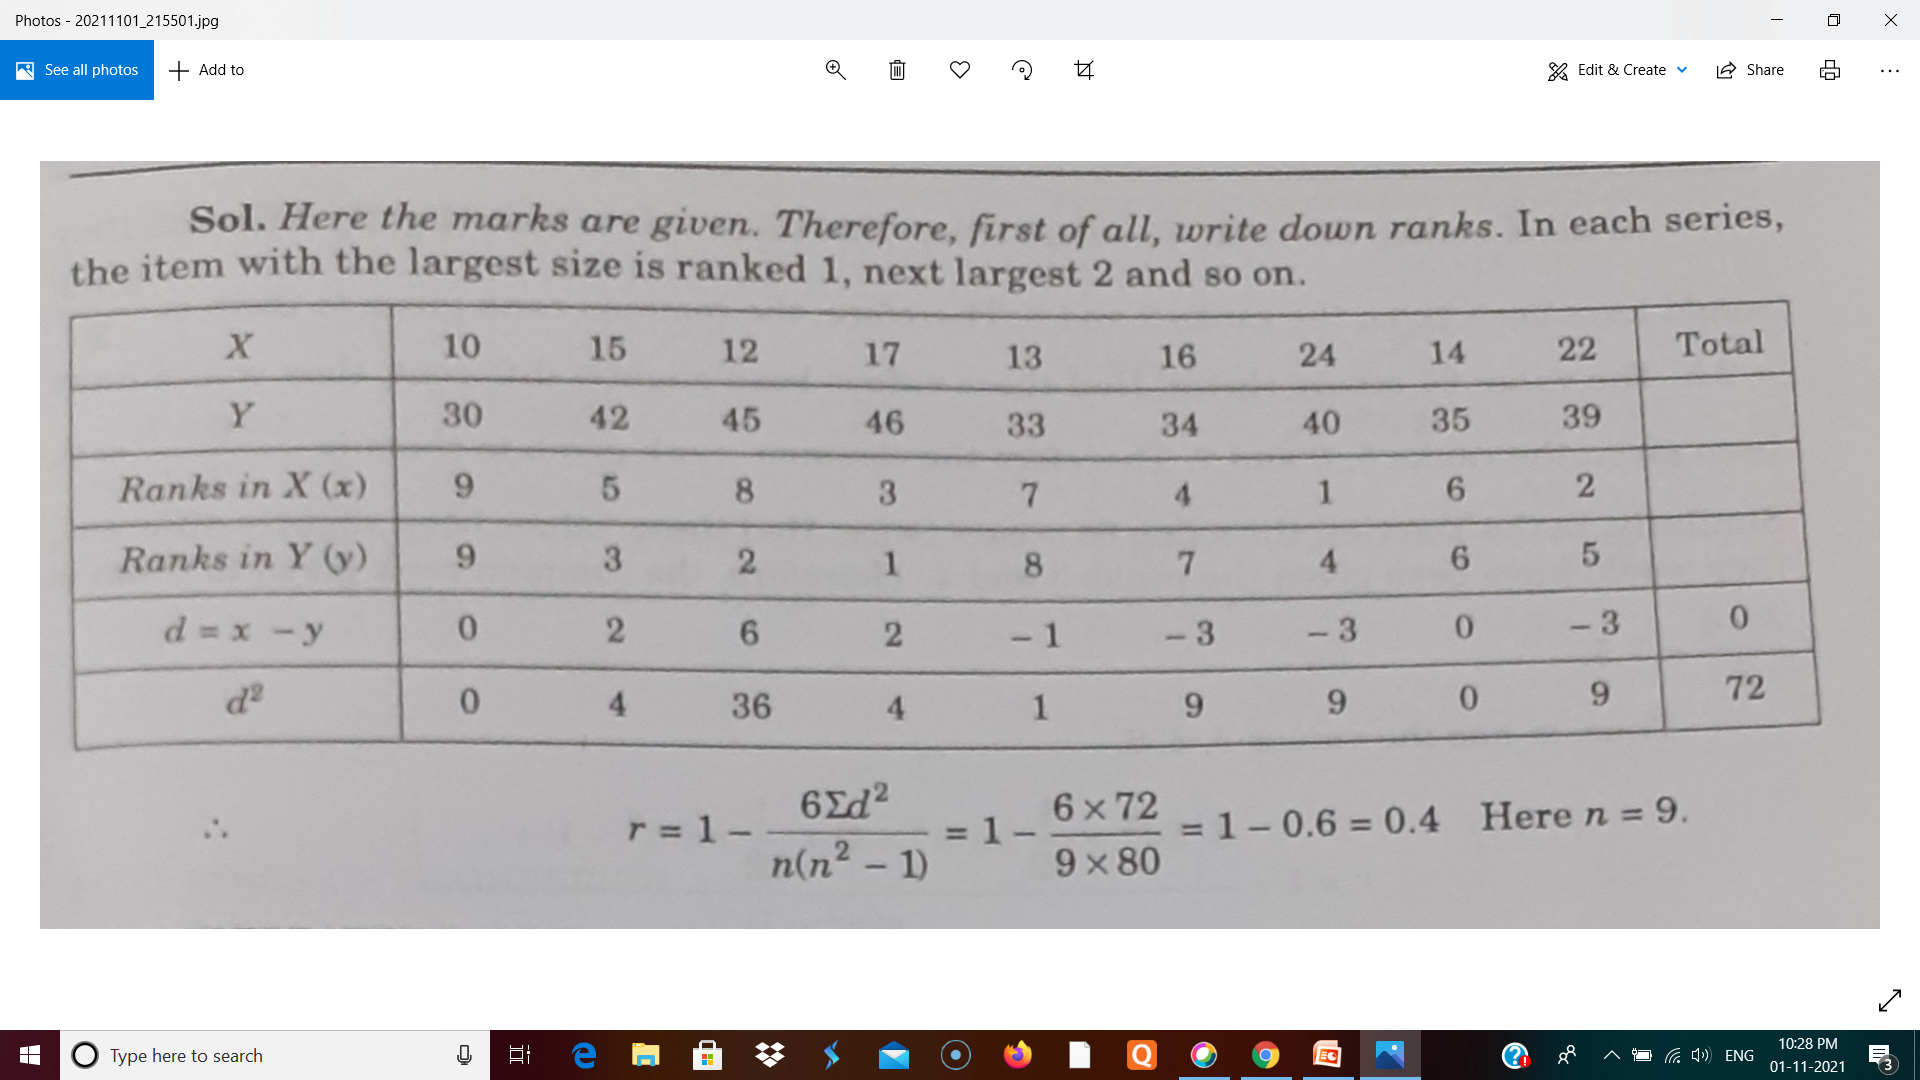 Photos - 20211101_215501.jpg
See all photos
Add to
Edit & Create
Share
Sol. Here the marks are given. Therefore, first of all, write down ranks. In each series,
the item with the largest size is ranked 1, next largest 2 and so on.
X 10 15 12 17 13 16 24 14 22 Total
Y 30 42 45 46 33 34 40 35 39
Ranks in X (x) 9 5 8 3 7 4 1 6 2
Ranks in Y (y) 9 3 2 1 8 7 4 6 5
d = x – y 0 2 6 2 – 1 – 3 – 3 0 – 3 0
d² 0 4 36 4 1 9 9 0 9 72
∴ r = 1 – 6Σd² / n(n² – 1) = 1 – 6 × 72 / 9 × 80 = 1 – 0.6 = 0.4 Here n = 9.
Type here to search
ENG
10:28 PM
01-11-2021
3